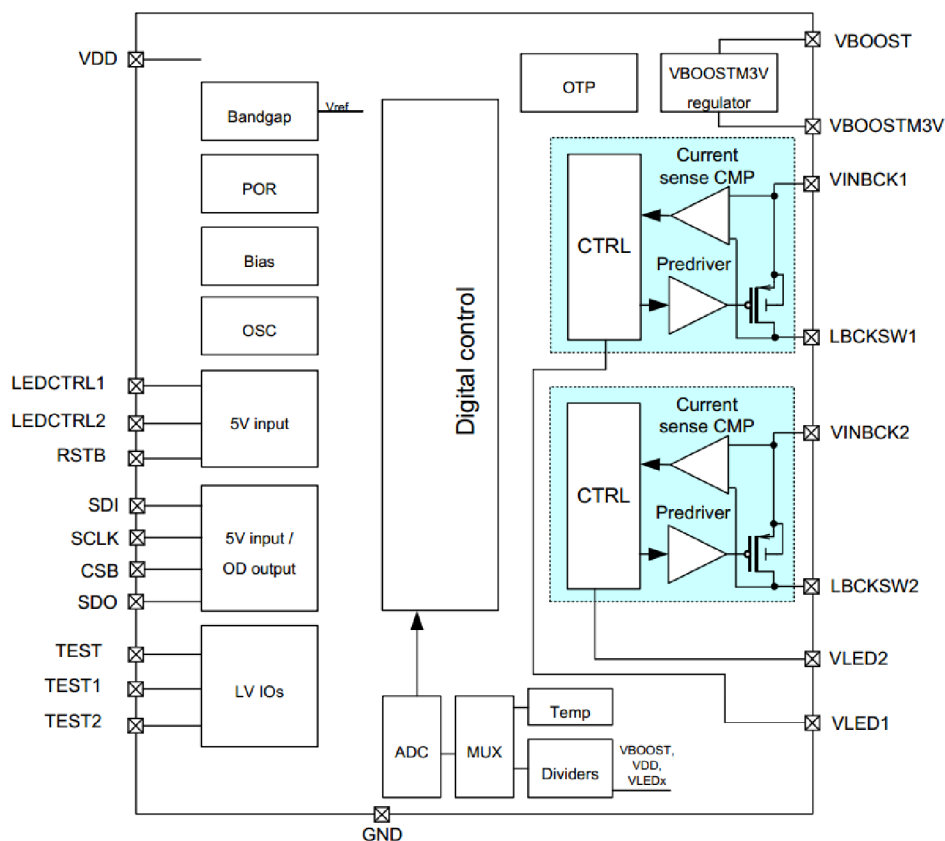 VDD
VBOOST
VBOOSTM3V
regulator
OTP
VBOOSTM3V
Bandgap
Vref
POR
Bias
OSC
Digital control
Current
sense CMP
CTRL
Predriver
VINBCK1
LBCKSW1
LEDCTRL1
LEDCTRL2
RSTB
5V input
Current
sense CMP
CTRL
Predriver
VINBCK2
LBCKSW2
SDI
SCLK
CSB
SDO
5V input /
OD output
TEST
TEST1
TEST2
LV IOs
VLED2
VLED1
ADC
MUX
Temp
Dividers
VBOOST,
VDD,
VLEDx
GND